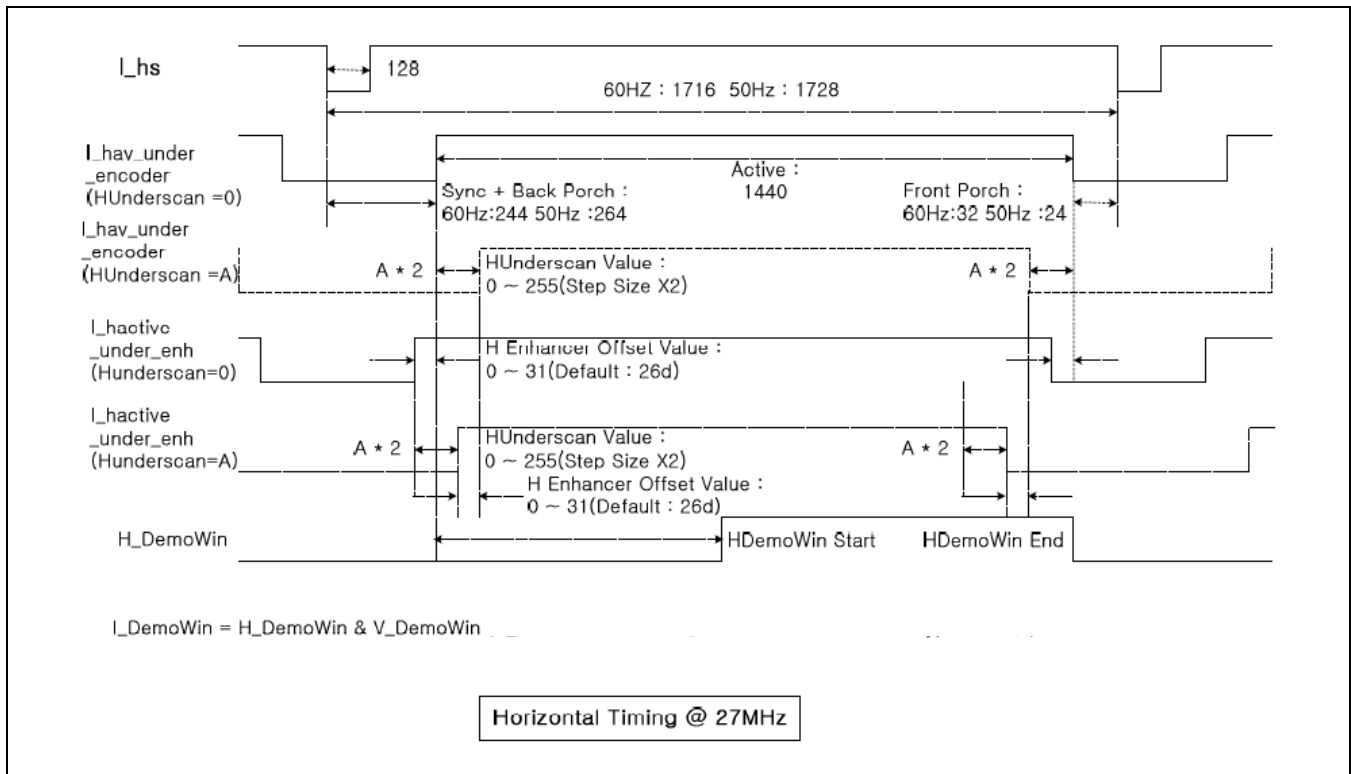 I_hs
128
60HZ : 1716 50Hz : 1728
I_hav_under
_encoder
(HUnderscan =0)
Active :
1440
Sync + Back Porch :
60Hz:244 50Hz :264
Front Porch :
60Hz:32 50Hz :24
I_hav_under
_encoder
(HUnderscan =A)
A * 2
HUnderscan Value :
0 ~ 255(Step Size X2)
A * 2
I_hactive
_under_enh
(Hunderscan=0)
H Enhancer Offset Value :
0 ~ 31(Default : 26d)
I_hactive
_under_enh
(Hunderscan=A)
A * 2
HUnderscan Value :
0 ~ 255(Step Size X2)
A * 2
H Enhancer Offset Value :
0 ~ 31(Default : 26d)
H_DemoWin
HDemoWin Start
HDemoWin End
I_DemoWin = H_DemoWin & V_DemoWin
Horizontal Timing @ 27MHz